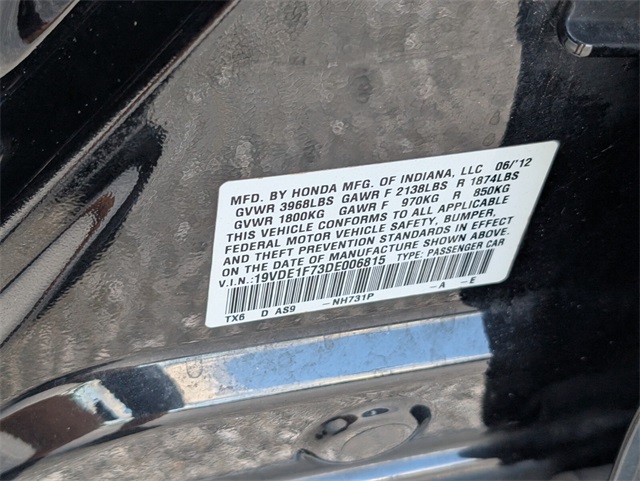 MFD. BY HONDA MFG. OF INDIANA, LLC 06/'12
GVWR 3968LBS GAWR F 2138LBS R 1874LBS
GVWR 1800KG GAWR F 970KG R 850KG
THIS VEHICLE CONFORMS TO ALL APPLICABLE
FEDERAL MOTOR VEHICLE SAFETY, BUMPER,
AND THEFT PREVENTION STANDARDS IN EFFECT
ON THE DATE OF MANUFACTURE SHOWN ABOVE.
V.I.N.: 19VDE1F73DE006815 TYPE: PASSENGER CAR
TX6 D AS9 -NH731P -A -E